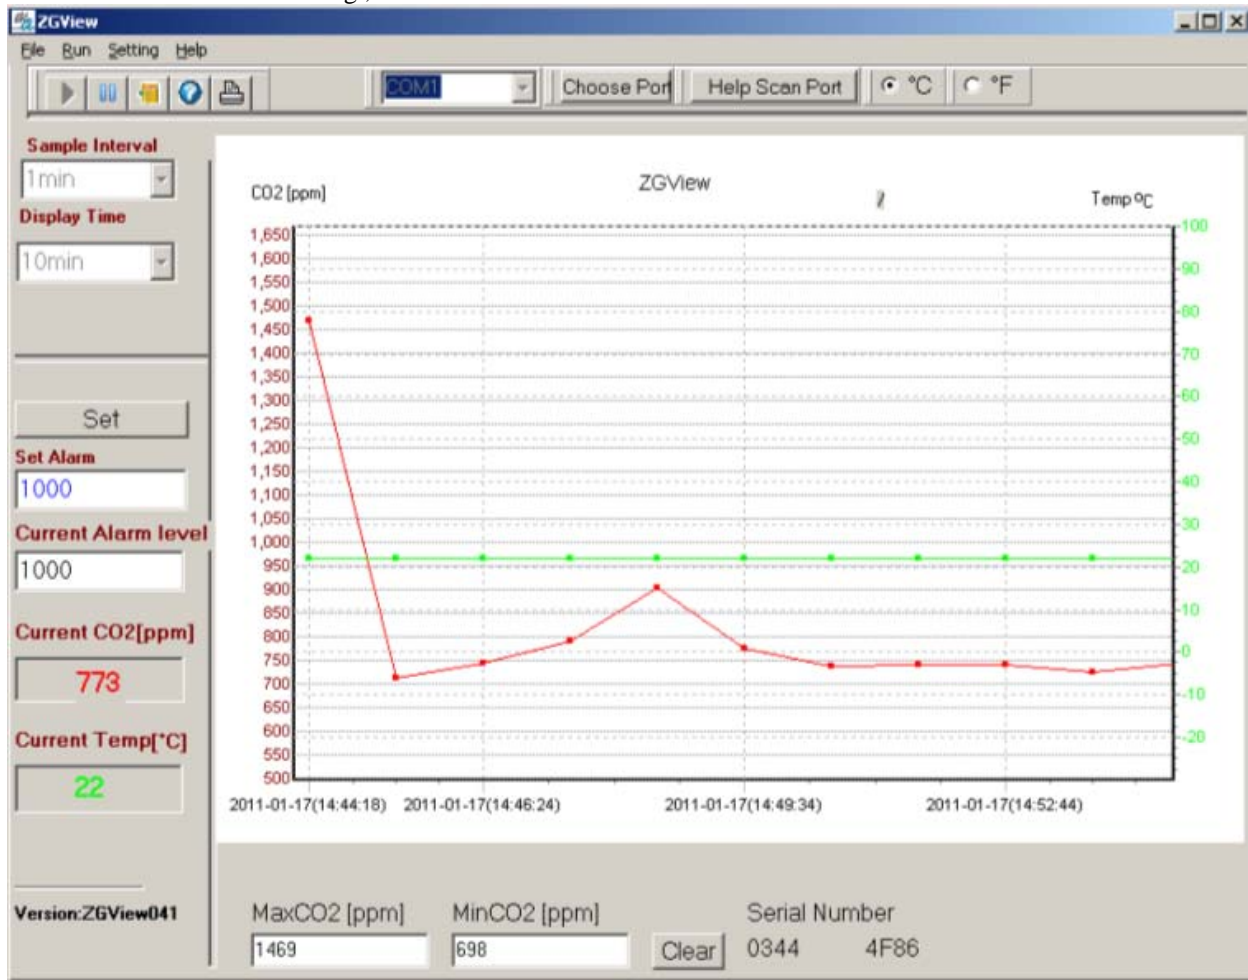 ZGView
File Run Setting Help
COM1 Choose Port Help Scan Port °C °F
Sample Interval
1min
Display Time
10min
Set
Set Alarm
1000
Current Alarm level
1000
Current CO2[ppm]
773
Current Temp[°C]
22
Version:ZGView041
CO2 [ppm]
ZGView
Temp ºC
1,650
1,600
1,550
1,500
1,450
1,400
1,350
1,300
1,250
1,200
1,150
1,100
1,050
1,000
950
900
850
800
750
700
650
600
550
500
100
90
80
70
60
50
40
30
20
10
0
-10
-20
2011-01-17(14:44:18) 2011-01-17(14:46:24) 2011-01-17(14:49:34) 2011-01-17(14:52:44)
MaxCO2 [ppm] MinCO2 [ppm] Serial Number
1469 698 Clear 0344 4F86